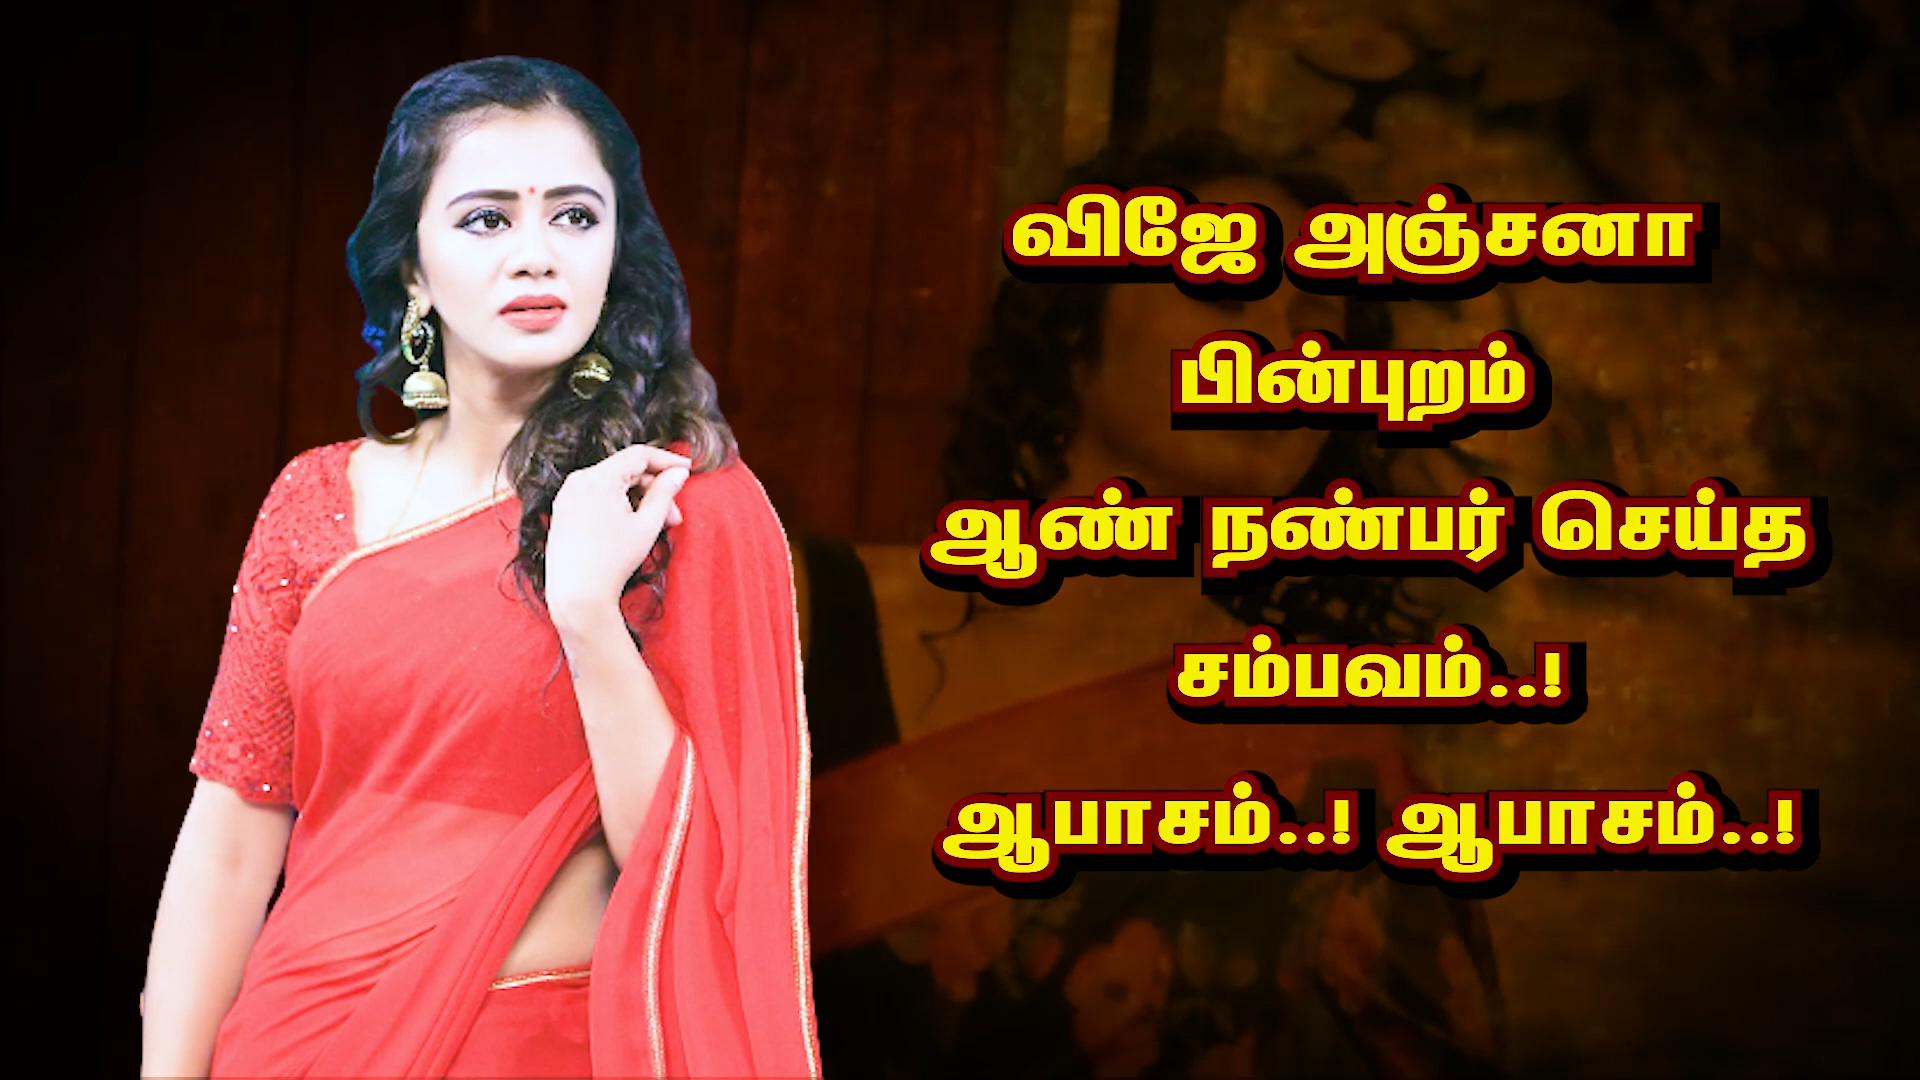 விஜே அஞ்சனா
பின்புறம்
ஆண் நண்பர் செய்த
சம்பவம்..!
ஆபாசம்..! ஆபாசம்..!